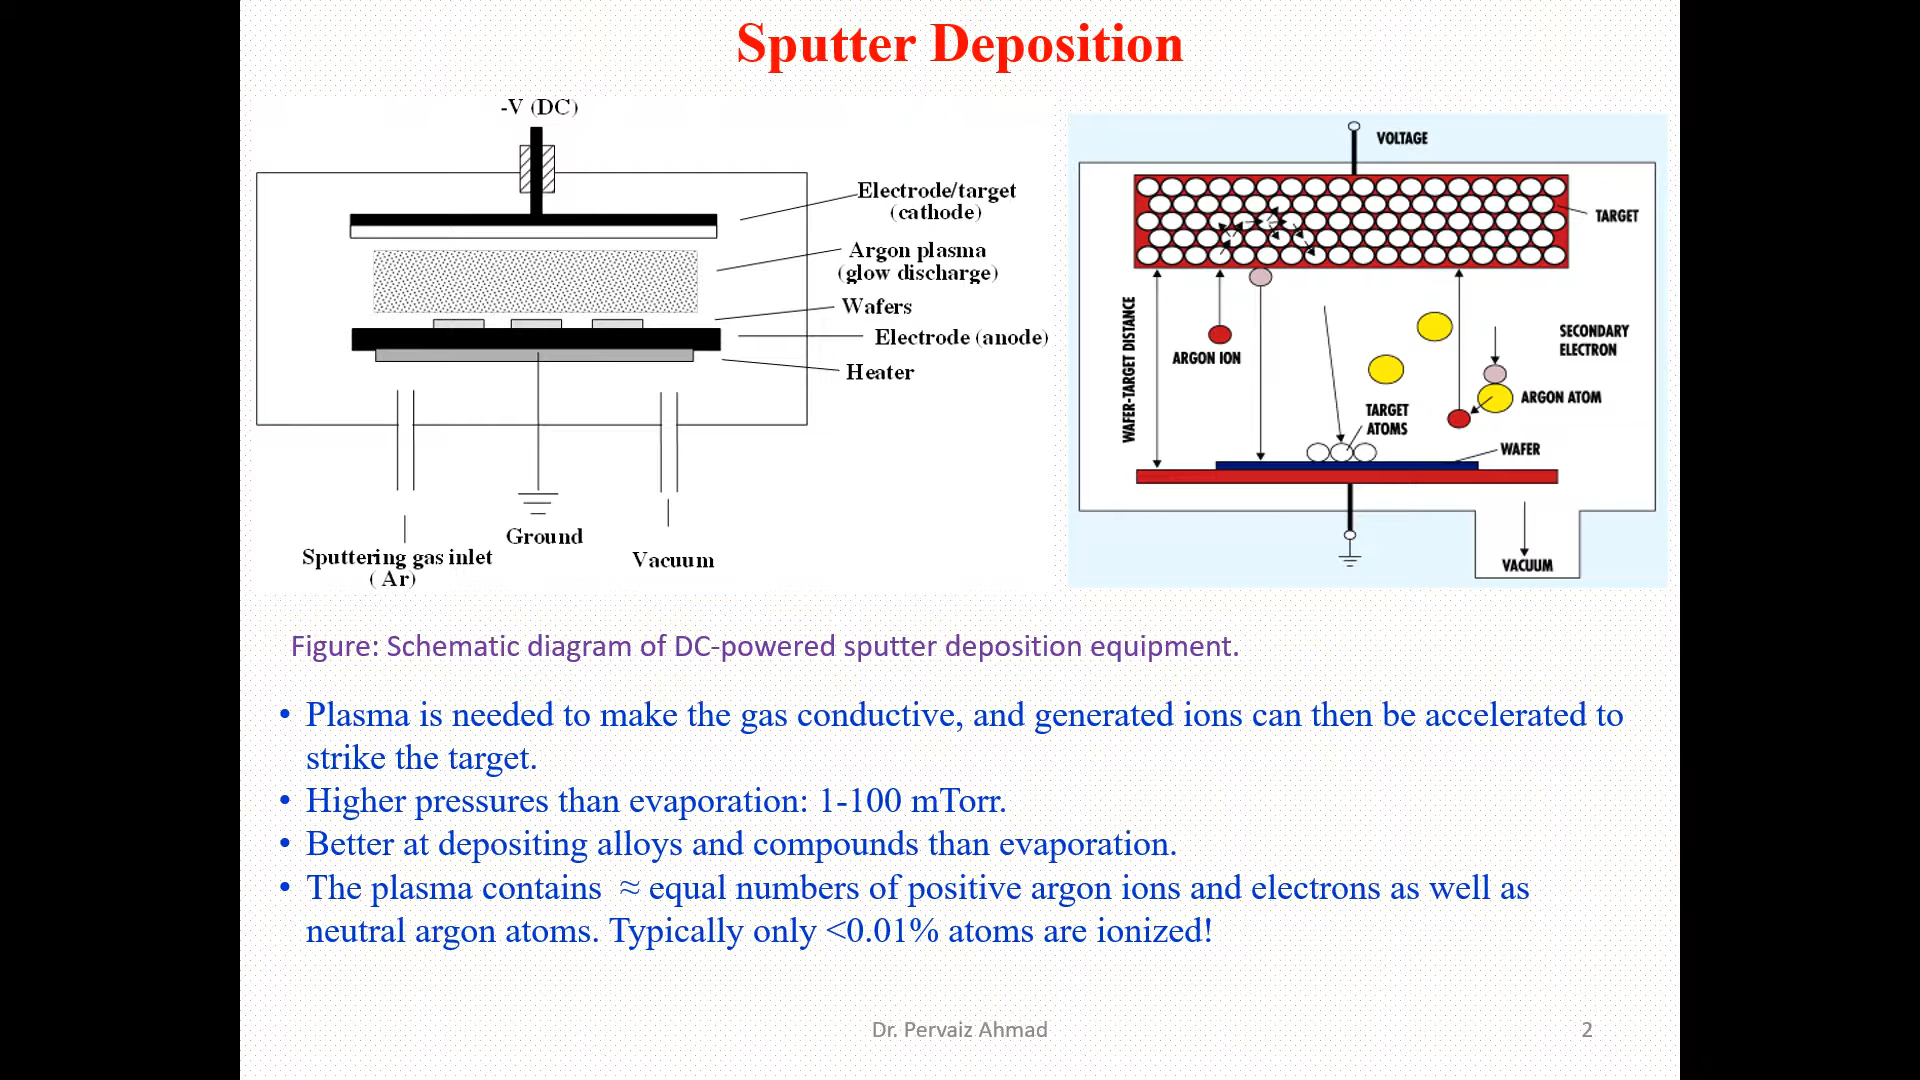 Sputter Deposition
-V (DC)
Electrode/target
(cathode)
Argon plasma
(glow discharge)
Wafers
Electrode (anode)
Heater
Ground
Sputtering gas inlet
( Ar)
Vacuum
VOLTAGE
TARGET
WAFER-TARGET DISTANCE
ARGON ION
SECONDARY
ELECTRON
ARGON ATOM
TARGET
ATOMS
WAFER
VACUUM
Figure: Schematic diagram of DC-powered sputter deposition equipment.
• Plasma is needed to make the gas conductive, and generated ions can then be accelerated to
strike the target.
• Higher pressures than evaporation: 1-100 mTorr.
• Better at depositing alloys and compounds than evaporation.
• The plasma contains ≈ equal numbers of positive argon ions and electrons as well as
neutral argon atoms. Typically only <0.01% atoms are ionized!
Dr. Pervaiz Ahmad
2